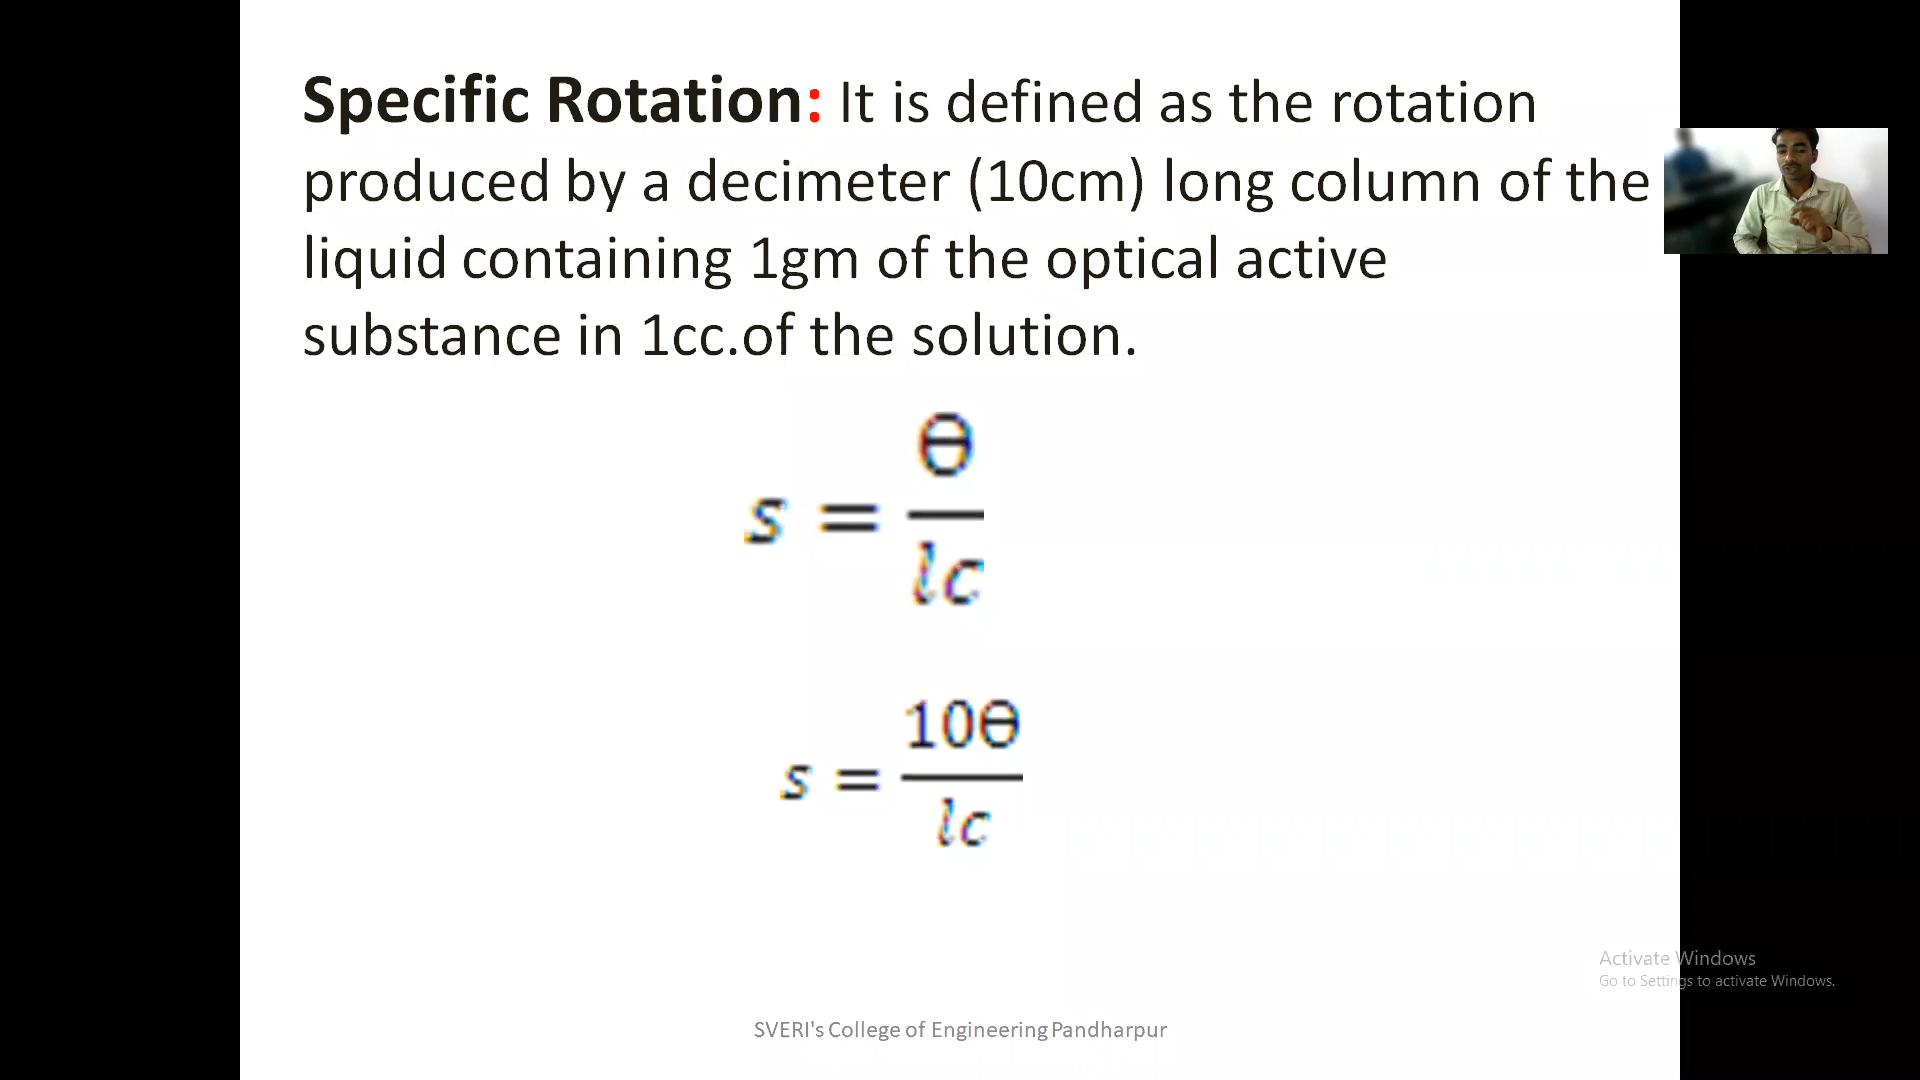 Specific Rotation: It is defined as the rotation
produced by a decimeter (10cm) long column of the
liquid containing 1gm of the optical active
substance in 1cc.of the solution.
s = θ/lc
s = 10θ/lc
Activate Windows
Go to Settings to activate Windows.
SVERI's College of Engineering Pandharpur